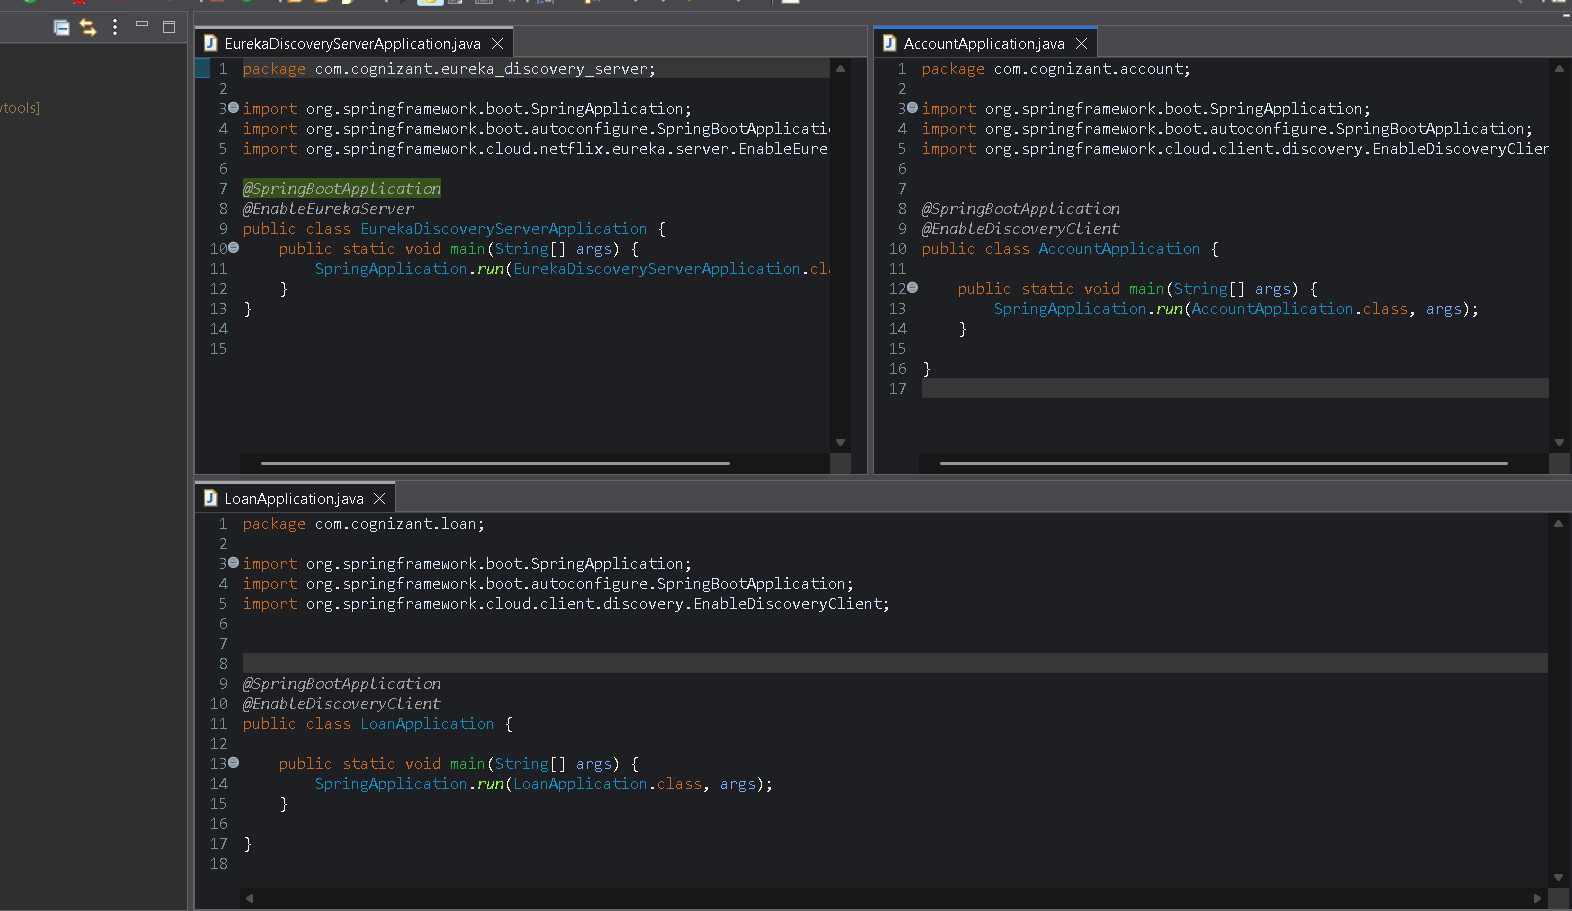 vtools]
EurekaDiscoveryServerApplication.java
1 package com.cognizant.eureka_discovery_server;
2
3 import org.springframework.boot.SpringApplication;
4 import org.springframework.boot.autoconfigure.SpringBootApplicati
5 import org.springframework.cloud.netflix.eureka.server.EnableEure
6
7 @SpringBootApplication
8 @EnableEurekaServer
9 public class EurekaDiscoveryServerApplication {
10 public static void main(String[] args) {
11 SpringApplication.run(EurekaDiscoveryServerApplication.cl
12 }
13 }
14
15
AccountApplication.java
1 package com.cognizant.account;
2
3 import org.springframework.boot.SpringApplication;
4 import org.springframework.boot.autoconfigure.SpringBootApplication;
5 import org.springframework.cloud.client.discovery.EnableDiscoveryClien
6
7
8 @SpringBootApplication
9 @EnableDiscoveryClient
10 public class AccountApplication {
11
12 public static void main(String[] args) {
13 SpringApplication.run(AccountApplication.class, args);
14 }
15
16 }
17
LoanApplication.java
1 package com.cognizant.loan;
2
3 import org.springframework.boot.SpringApplication;
4 import org.springframework.boot.autoconfigure.SpringBootApplication;
5 import org.springframework.cloud.client.discovery.EnableDiscoveryClient;
6
7
8
9 @SpringBootApplication
10 @EnableDiscoveryClient
11 public class LoanApplication {
12
13 public static void main(String[] args) {
14 SpringApplication.run(LoanApplication.class, args);
15 }
16
17 }
18